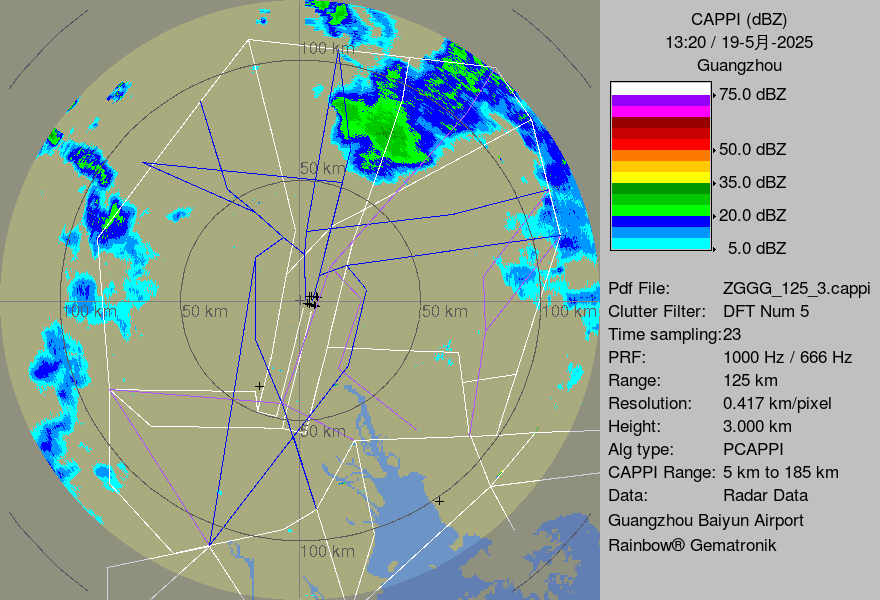 CAPPI (dBZ)
13:20 / 19-5月-2025
Guangzhou
75.0 dBZ
50.0 dBZ
35.0 dBZ
20.0 dBZ
5.0 dBZ
Pdf File: ZGGG_125_3.cappi
Clutter Filter: DFT Num 5
Time sampling:23
PRF: 1000 Hz / 666 Hz
Range: 125 km
Resolution: 0.417 km/pixel
Height: 3.000 km
Alg type: PCAPPI
CAPPI Range: 5 km to 185 km
Data: Radar Data
Guangzhou Baiyun Airport
Rainbow® Gematronik
100 km
50 km
100 km
50 km
50 km
100 km
50 km
100 km